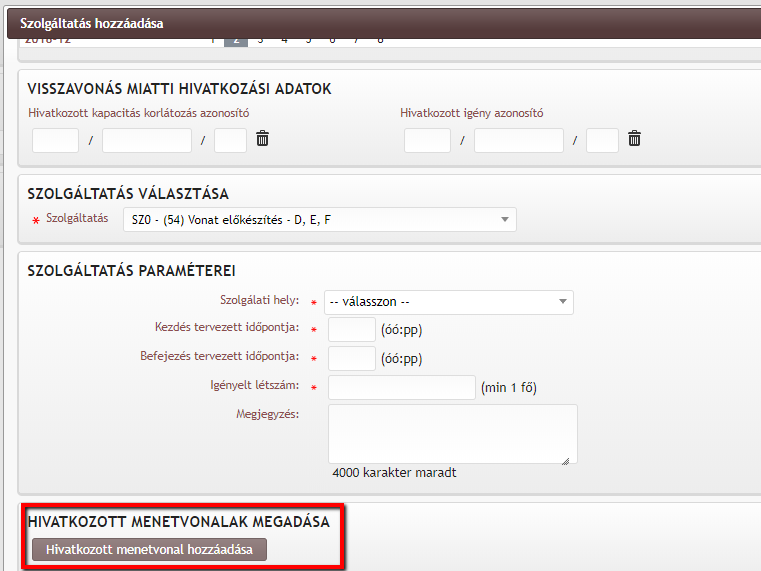 Szolgáltatás hozzáadása
2016-12 1 2 3 4 5 6 7 8
VISSZAVONÁS MIATTI HIVATKOZÁSI ADATOK
Hivatkozott kapacitás korlátozás azonosító Hivatkozott igény azonosító
/ / / /
SZOLGÁLTATÁS VÁLASZTÁSA
* Szolgáltatás SZ0 - (54) Vonat előkészítés - D, E, F
SZOLGÁLTATÁS PARAMÉTEREI
Szolgálati hely: * -- válasszon --
Kezdés tervezett időpontja: * (óó:pp)
Befejezés tervezett időpontja: * (óó:pp)
Igényelt létszám: * (min 1 fő)
Megjegyzés:
4000 karakter maradt
HIVATKOZOTT MENETVONALAK MEGADÁSA
Hivatkozott menetvonal hozzáadása